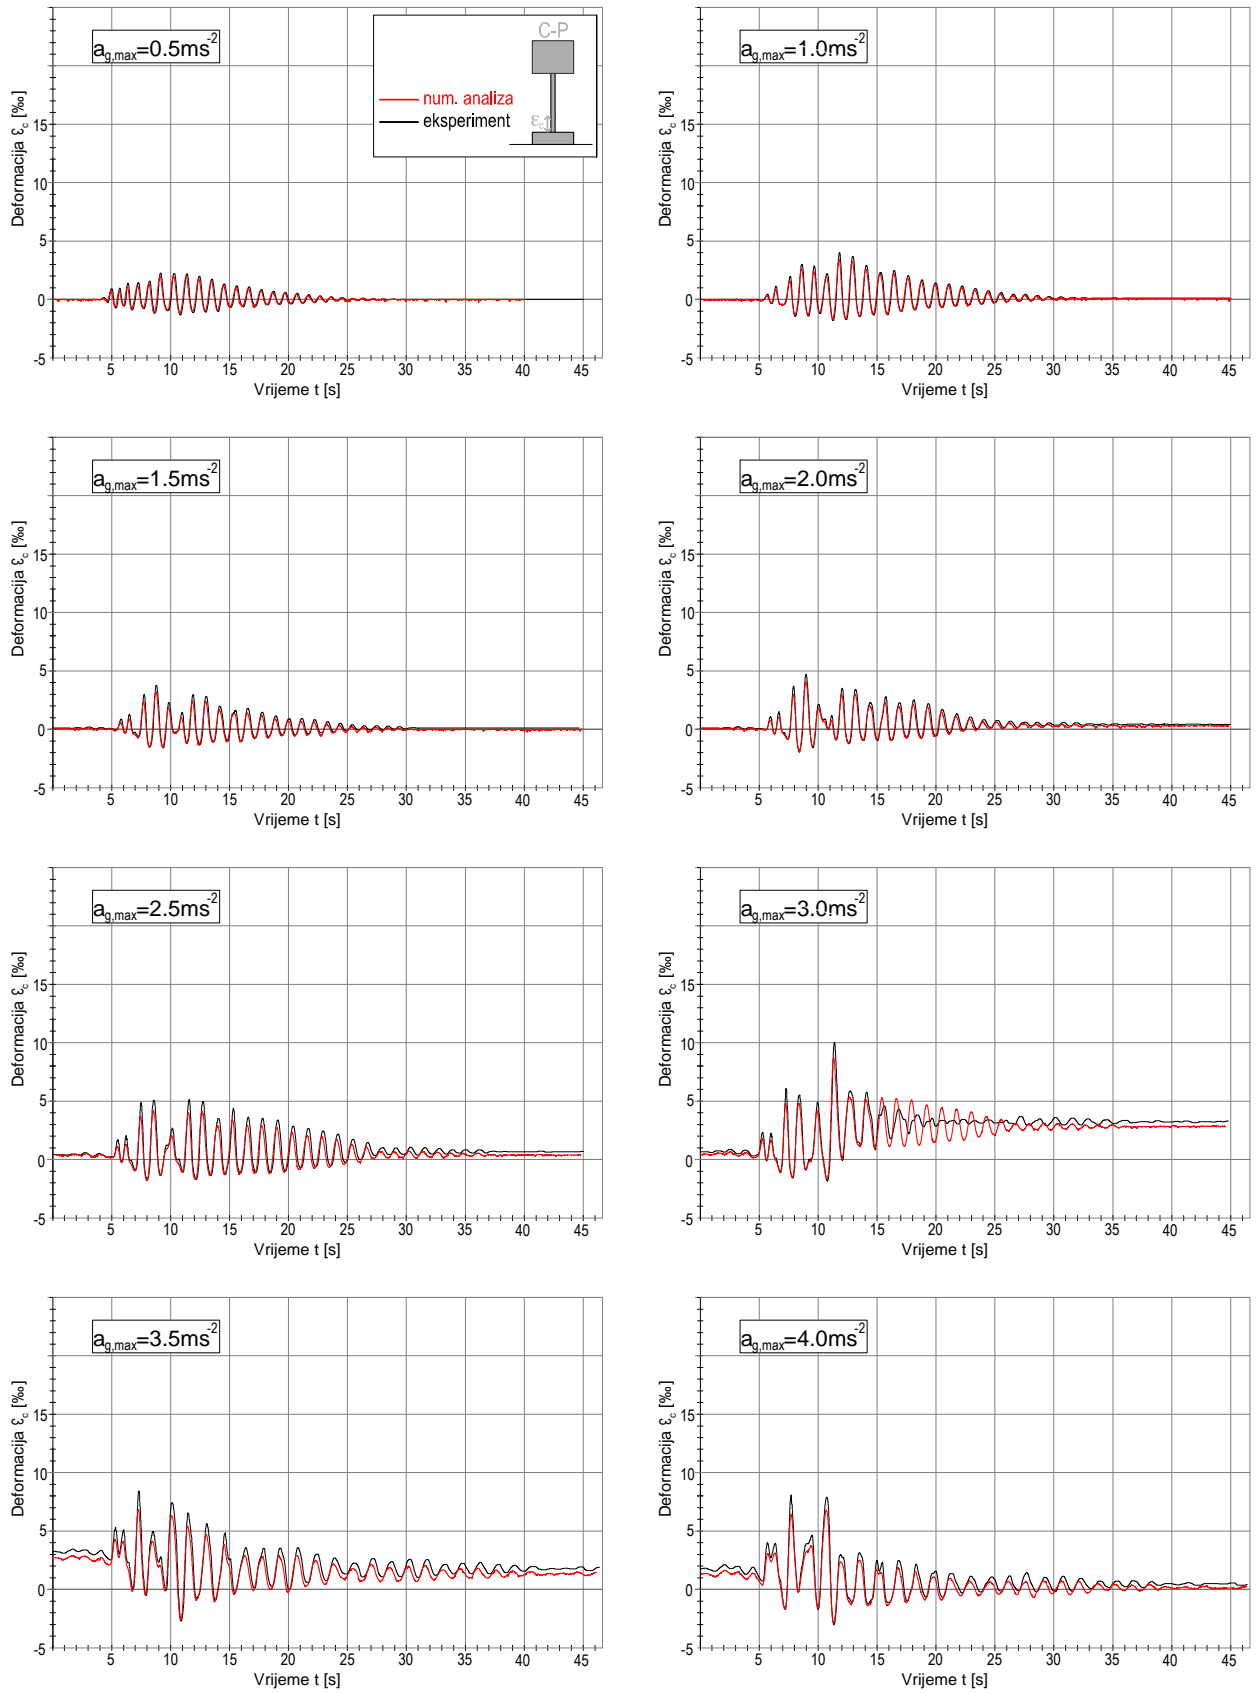 a_g,max=0.5ms^-2
C-P
num. analiza
eksperiment
ε_c
Deformacija ε_c [‰]
15
10
5
0
-5
5 10 15 20 25 30 35 40 45
Vrijeme t [s]
a_g,max=1.0ms^-2
Deformacija ε_c [‰]
15
10
5
0
-5
5 10 15 20 25 30 35 40 45
Vrijeme t [s]
a_g,max=1.5ms^-2
Deformacija ε_c [‰]
15
10
5
0
-5
5 10 15 20 25 30 35 40 45
Vrijeme t [s]
a_g,max=2.0ms^-2
Deformacija ε_c [‰]
15
10
5
0
-5
5 10 15 20 25 30 35 40 45
Vrijeme t [s]
a_g,max=2.5ms^-2
Deformacija ε_c [‰]
15
10
5
0
-5
5 10 15 20 25 30 35 40 45
Vrijeme t [s]
a_g,max=3.0ms^-2
Deformacija ε_c [‰]
15
10
5
0
-5
5 10 15 20 25 30 35 40 45
Vrijeme t [s]
a_g,max=3.5ms^-2
Deformacija ε_c [‰]
15
10
5
0
-5
5 10 15 20 25 30 35 40 45
Vrijeme t [s]
a_g,max=4.0ms^-2
Deformacija ε_c [‰]
15
10
5
0
-5
5 10 15 20 25 30 35 40 45
Vrijeme t [s]